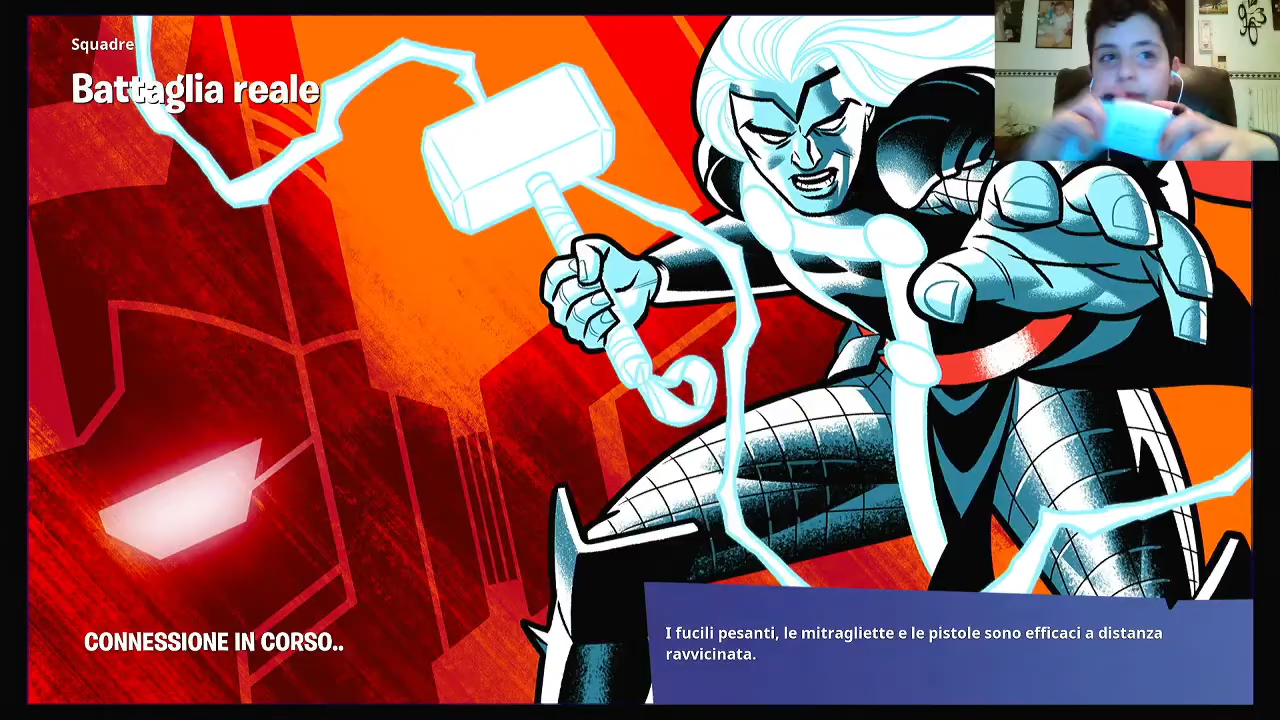 Squadre
Battaglia reale
CONNESSIONE IN CORSO..
I fucili pesanti, le mitragliette e le pistole sono efficaci a distanza
ravvicinata.